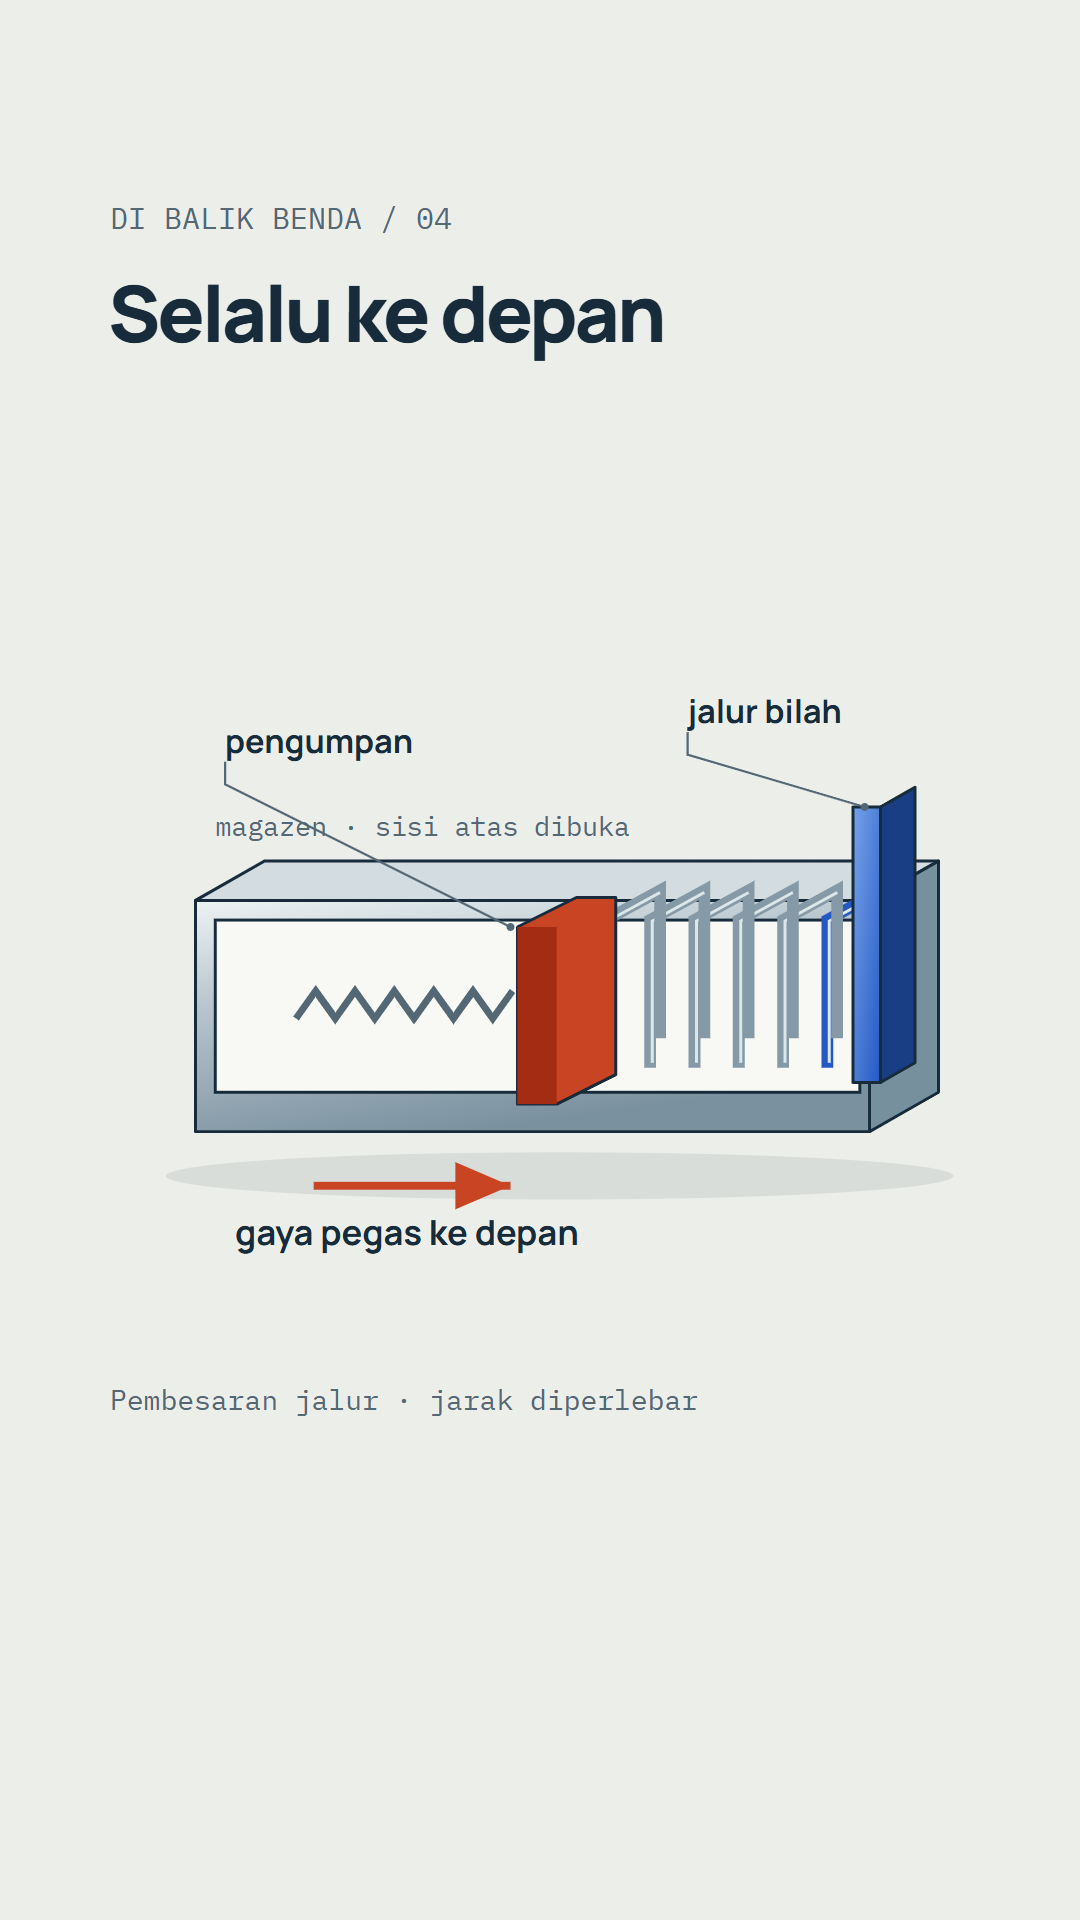 DI BALIK BENDA / 04
Selalu ke depan
jalur bilah
pengumpan
magazen · sisi atas dibuka
gaya pegas ke depan
Pembesaran jalur · jarak diperlebar